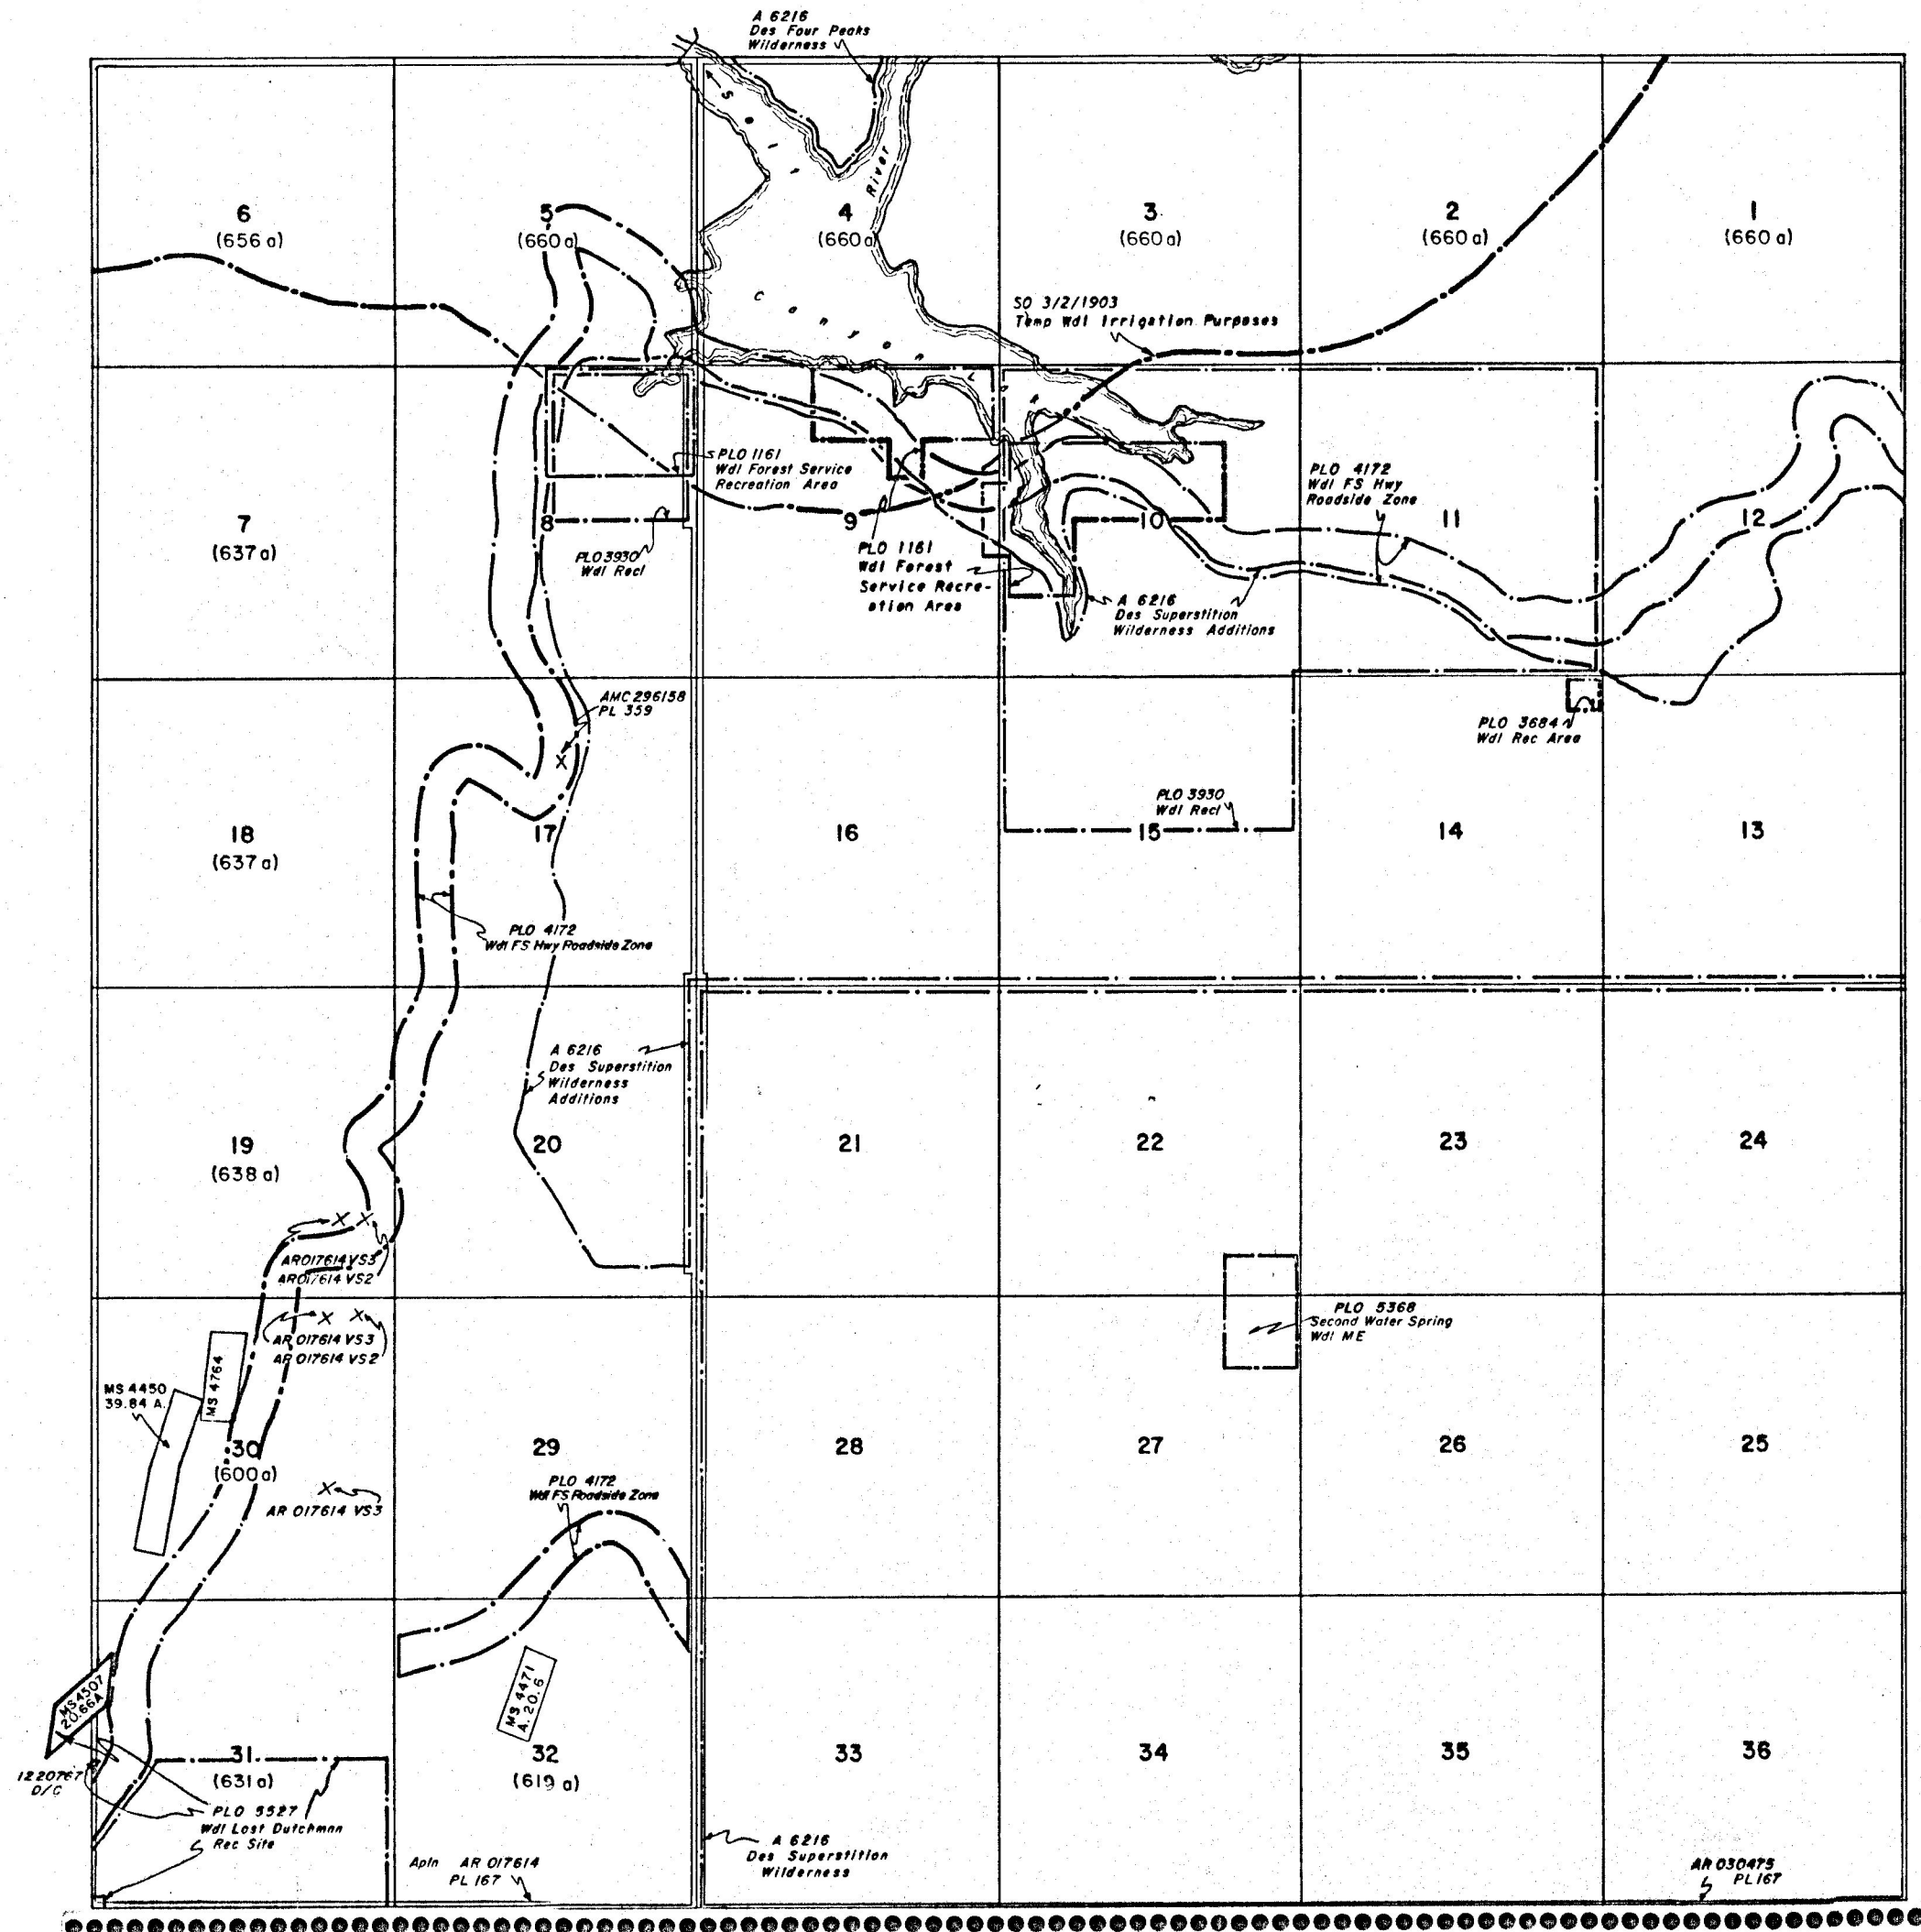 A 6216
Des Four Peaks
Wilderness
Salt
River
6
(656 a)
5
(660 a)
4
(660 a)
3
(660 a)
2
(660 a)
1
(660 a)
Canyon
SO 3/2/1903
Temp Wdl Irrigation Purposes
PLO 1161
Wdl Forest Service
Recreation Area
PLO 4172
Wdl FS Hwy
Roadside Zone
7
(637 a)
8
9
10
11
12
PLO 3930
Wdl Recl
PLO 1161
Wdl Forest
Service Recre-
ation Area
A 6216
Des Superstition
Wilderness Additions
AMC 296158
PL 359
X
PLO 3684
Wdl Rec Area
PLO 3930
Wdl Recl
18
(637 a)
17
16
15
14
13
PLO 4172
Wdl FS Hwy Roadside Zone
A 6216
Des Superstition
Wilderness
Additions
19
(638 a)
20
21
22
23
24
X X
AR 017614 VS3
AR 017614 VS2
X X
AR 017614 VS3
AR 017614 VS2
PLO 5368
Second Water Spring
Wdl ME
MS 4764
MS 4450
39.84 A.
30
(600 a)
29
28
27
26
25
X
AR 017614 VS3
PLO 4172
Wdl FS Roadside Zone
MS 4507
20.66A
MS 4471
A. 20.6
31
(631 a)
32
(619 a)
33
34
35
36
1220767
D/C
PLO 5527
Wdl Lost Dutchman
Rec Site
Apln AR 017614
PL 167
A 6216
Des Superstition
Wilderness
AR 030475
PL 167